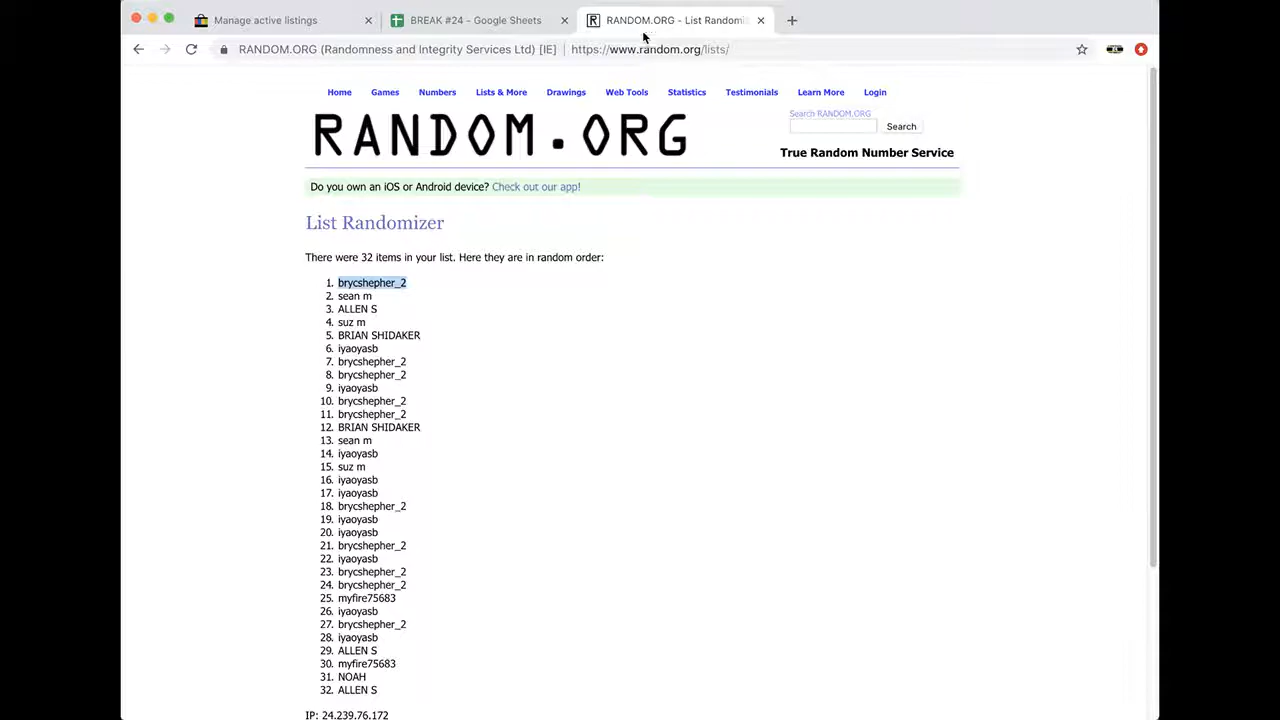 Manage active listings
BREAK #24 - Google Sheets
RANDOM.ORG - List Randomi
RANDOM.ORG (Randomness and Integrity Services Ltd) [IE] | https://www.random.org/lists/
Home Games Numbers Lists & More Drawings Web Tools Statistics Testimonials Learn More Login
RANDOM.ORG
Search RANDOM.ORG
Search
True Random Number Service
Do you own an iOS or Android device? Check out our app!
List Randomizer
There were 32 items in your list. Here they are in random order:
1. brycshepher_2
2. sean m
3. ALLEN S
4. suz m
5. BRIAN SHIDAKER
6. iyaoyasb
7. brycshepher_2
8. brycshepher_2
9. iyaoyasb
10. brycshepher_2
11. brycshepher_2
12. BRIAN SHIDAKER
13. sean m
14. iyaoyasb
15. suz m
16. iyaoyasb
17. iyaoyasb
18. brycshepher_2
19. iyaoyasb
20. iyaoyasb
21. brycshepher_2
22. iyaoyasb
23. brycshepher_2
24. brycshepher_2
25. myfire75683
26. iyaoyasb
27. brycshepher_2
28. iyaoyasb
29. ALLEN S
30. myfire75683
31. NOAH
32. ALLEN S
IP: 24.239.76.172